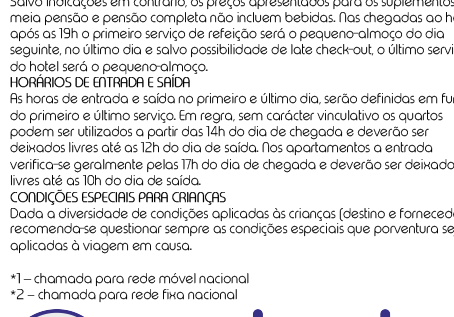 Salvo indicações em contrário, os preços apresentados para os suplementos
meia pensão e pensão completa não incluem bebidas. Nas chegadas ao
após as 19h o primeiro serviço de refeição será o pequeno-almoço do dia
seguinte, no último dia e salvo possibilidade de late check-out, o último
do hotel será o pequeno-almoço.
HORÁRIOS DE ENTRADA E SAÍDA
As horas de entrada e saída no primeiro e último dia, serão definidas em
do primeiro e último serviço. Em regra, sem carácter vinculativo os quartos
podem ser utilizados a partir das 14h do dia de chegada e deverão ser
deixados livres até as 12h do dia de saída. Nos apartamentos a entrada
verifica-se geralmente pelas 17h do dia de chegada e deverão ser
livres até as 10h do dia de saída.
CONDIÇÕES ESPECIAIS PARA CRIANÇAS
Dada a diversidade de condições aplicadas às crianças (destino e
recomenda-se questionar sempre as condições especiais que porventura
aplicadas à viagem em causa.
*1 – chamada para rede móvel nacional
*2 – chamada para rede fixa nacional